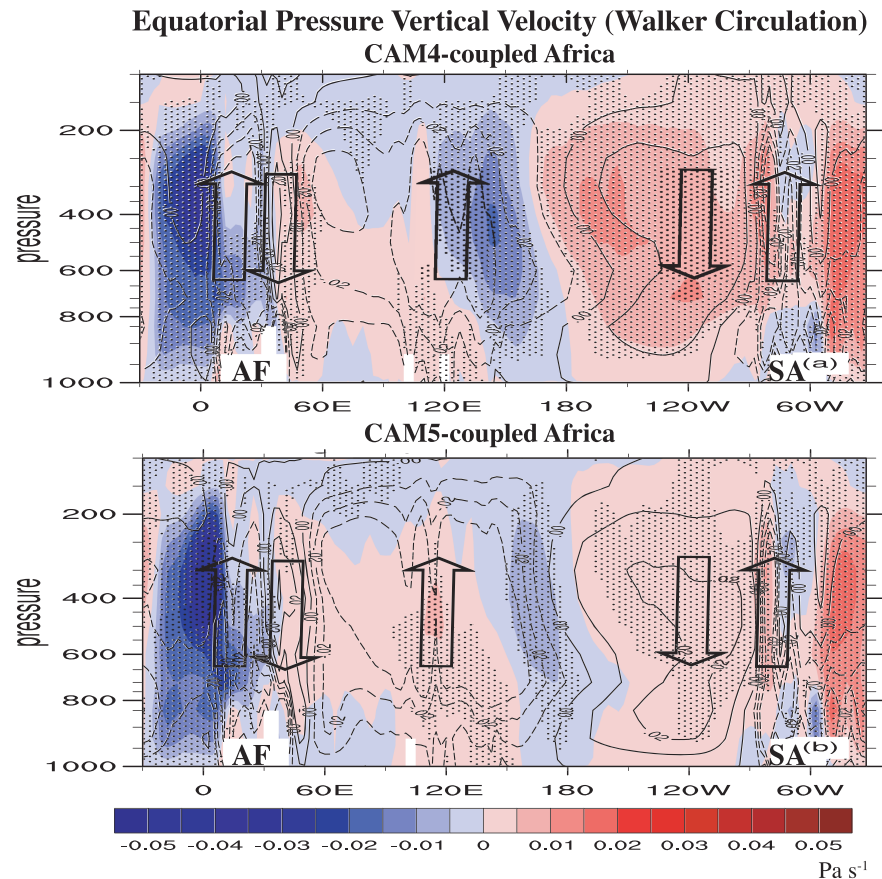 Equatorial Pressure Vertical Velocity (Walker Circulation)
CAM4-coupled Africa
pressure
200
400
600
800
1000
AF
SA(a)
0 60E 120E 180 120W 60W
CAM5-coupled Africa
pressure
200
400
600
800
1000
AF
SA(b)
0 60E 120E 180 120W 60W
-0.05 -0.04 -0.03 -0.02 -0.01 0 0.01 0.02 0.03 0.04 0.05
Pa s-1